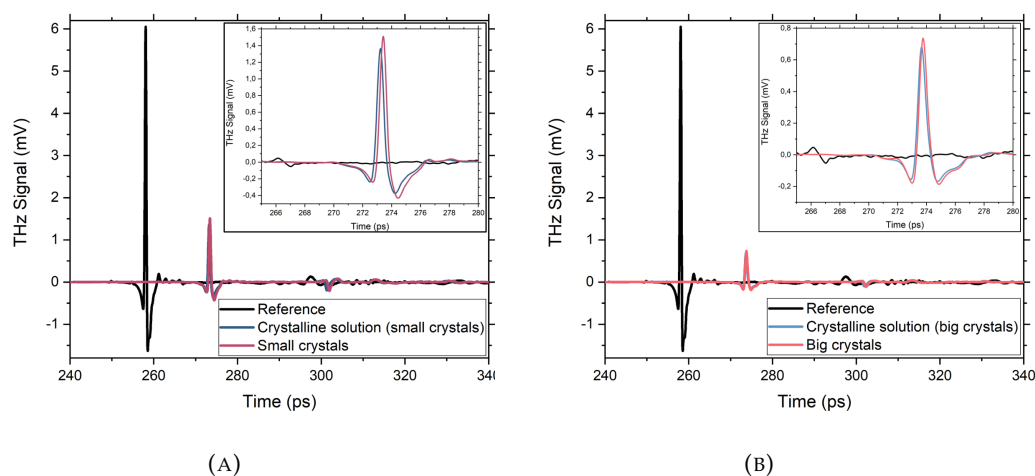 6
5
4
3
2
1
0
-1
THz Signal (mV)
240 260 280 300 320 340
Time (ps)
1,6
1,4
1,2
1,0
0,8
0,6
0,4
0,2
0,0
-0,2
-0,4
THz Signal (mV)
266 268 270 272 274 276 278 280
Time (ps)
Reference
Crystalline solution (small crystals)
Small crystals
(A)
6
5
4
3
2
1
0
-1
THz Signal (mV)
240 260 280 300 320 340
Time (ps)
0,8
0,6
0,4
0,2
0,0
-0,2
THz Signal (mV)
266 268 270 272 274 276 278 280
Time (ps)
Reference
Crystalline solution (big crystals)
Big crystals
(B)